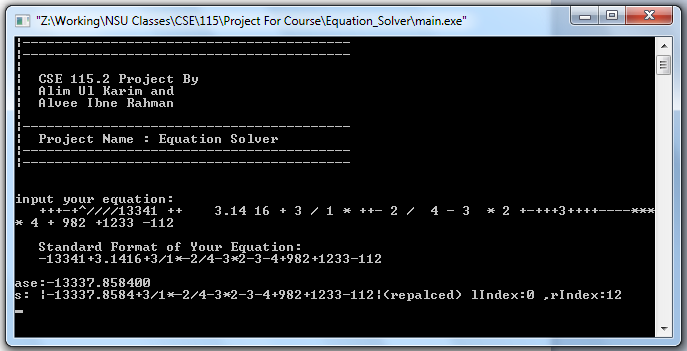 "Z:\Working\NSU Classes\CSE\115\Project For Course\Equation_Solver\main.exe"
|-----------------------------------------
|-----------------------------------------
|
| CSE 115.2 Project By
| Alim Ul Karim and
| Alvee Ibne Rahman
|
|-----------------------------------------
| Project Name : Equation Solver
|-----------------------------------------
|-----------------------------------------
input your equation:
+++-+^////13341 ++ 3.14 16 + 3 / 1 * ++- 2 / 4 - 3 * 2 +-+++3++++----***
* 4 + 982 +1233 -112
Standard Format of Your Equation:
-13341+3.1416+3/1*-2/4-3*2-3-4+982+1233-112
ase:-13337.858400
s: |-13337.8584+3/1*-2/4-3*2-3-4+982+1233-112|(repalced) lIndex:0 ,rIndex:12